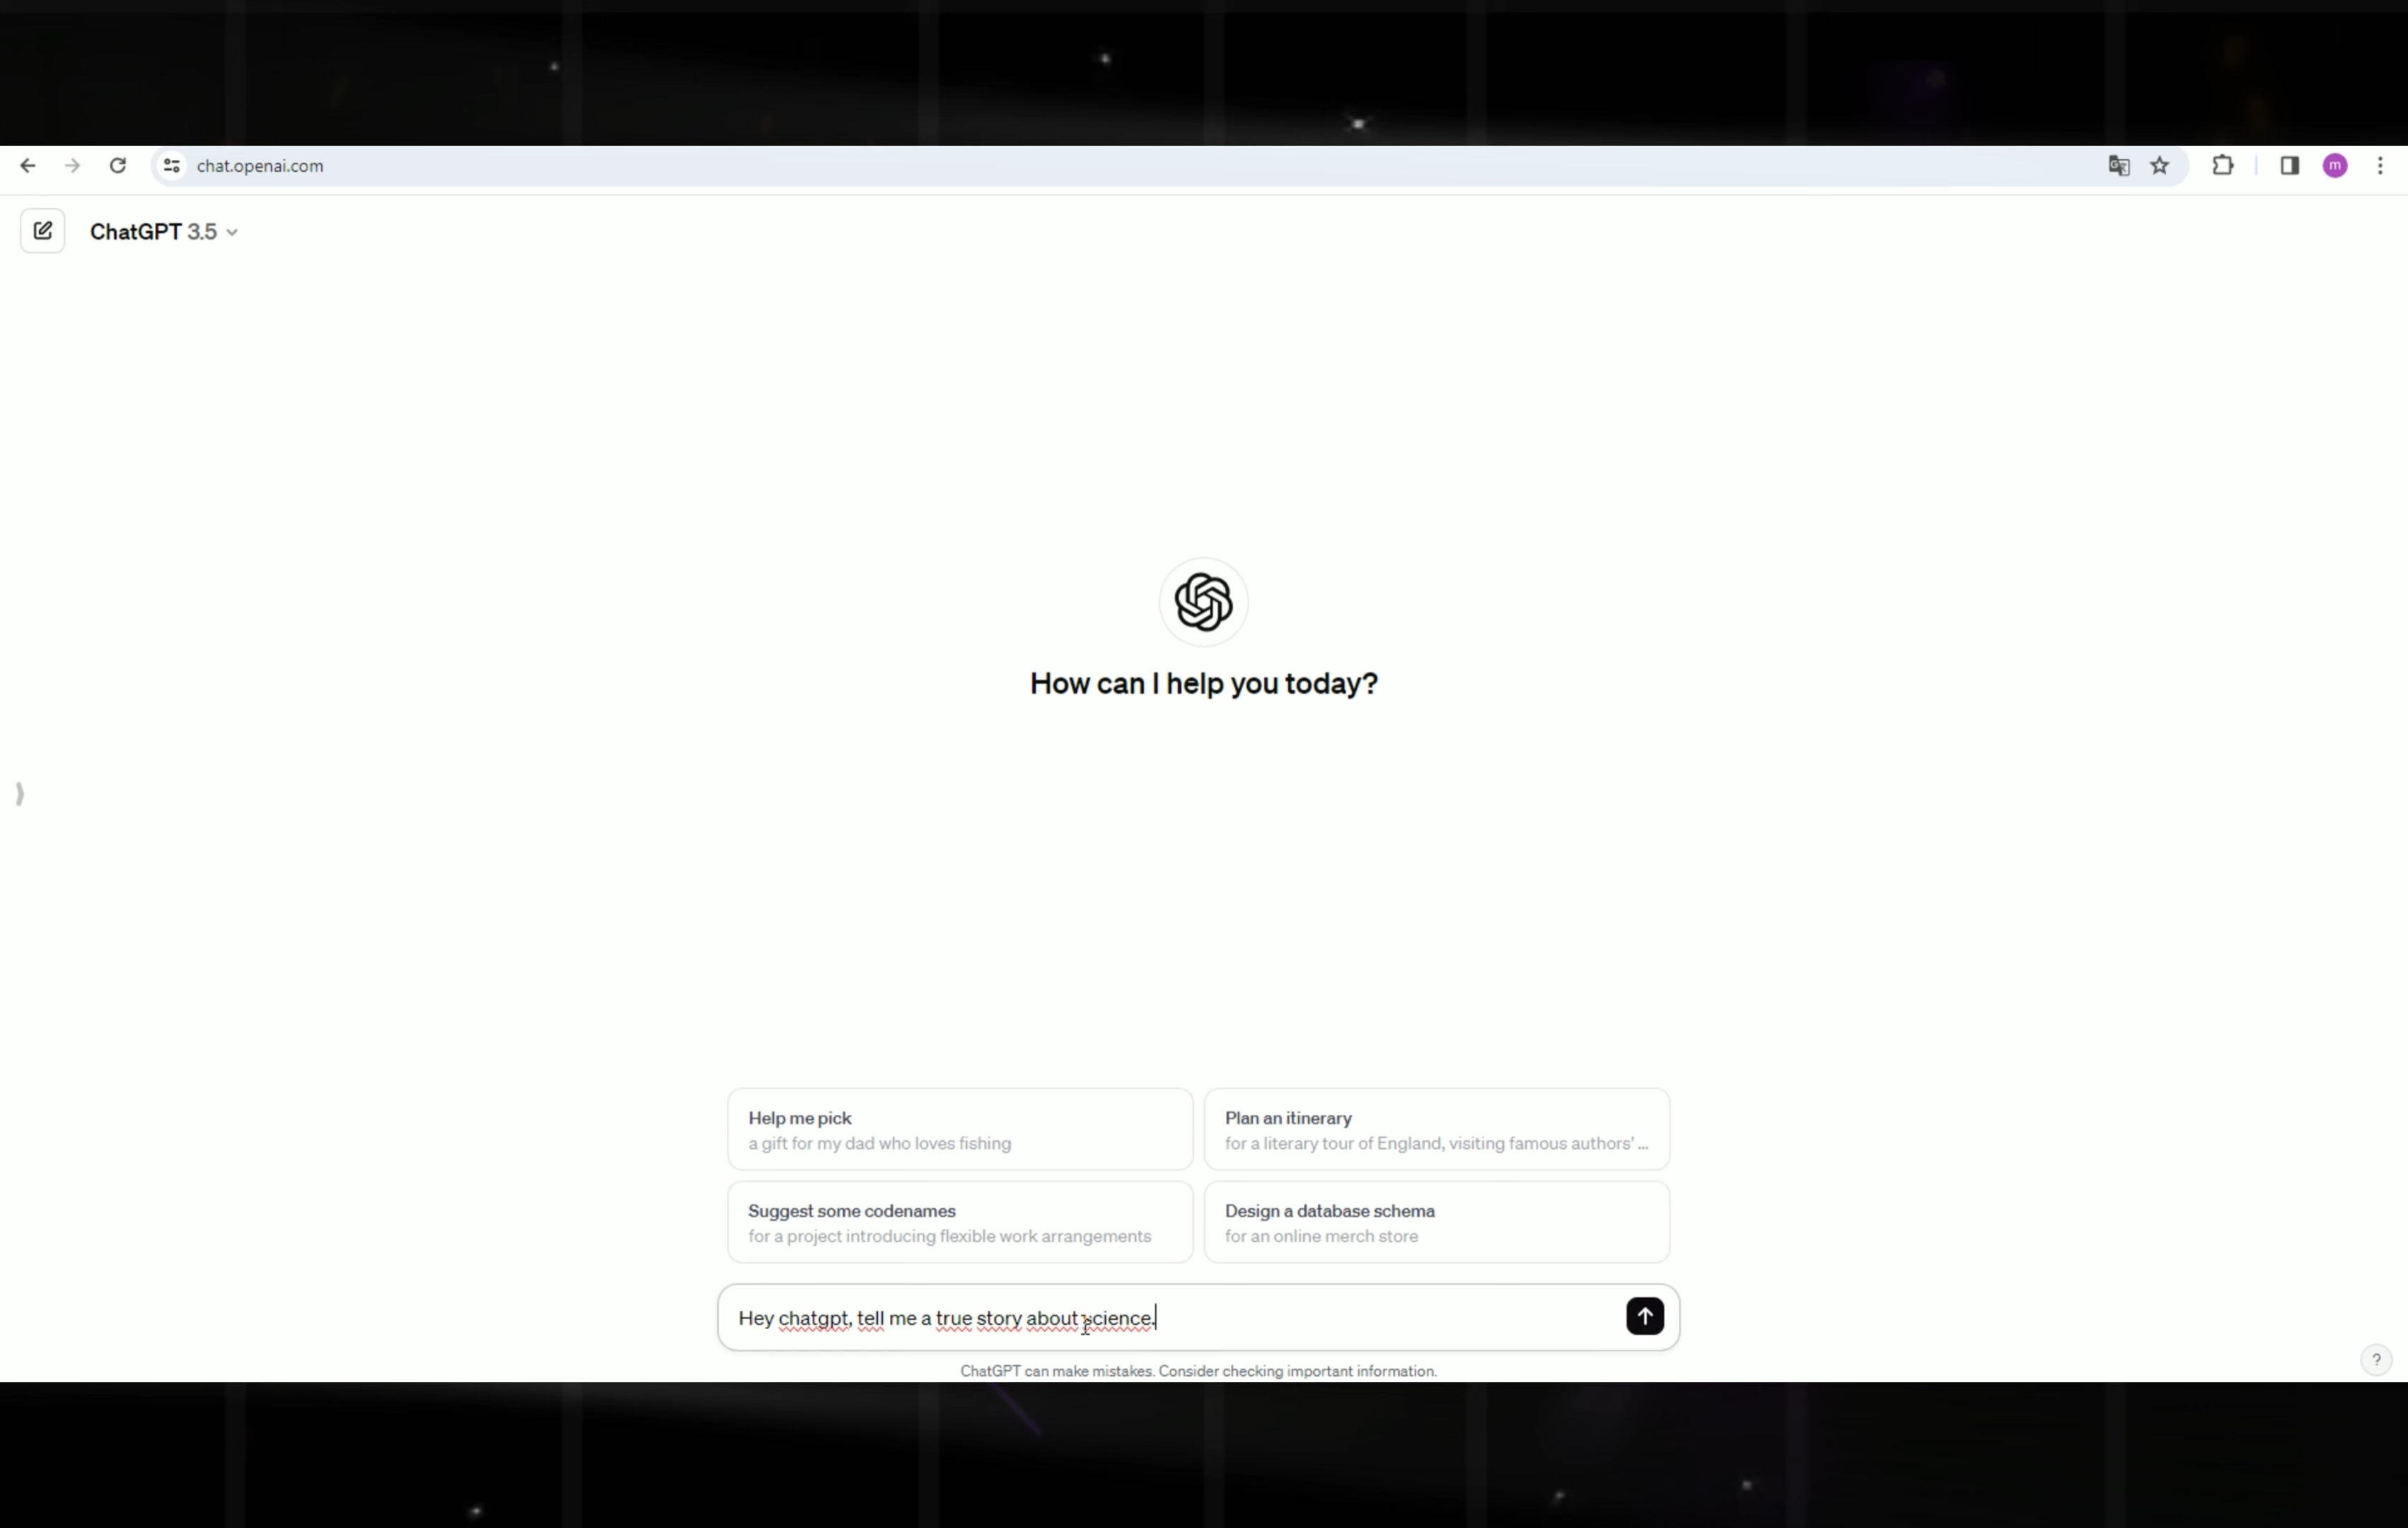 chat.openai.com
m
ChatGPT 3.5
How can I help you today?
Help me pick
a gift for my dad who loves fishing
Plan an itinerary
for a literary tour of England, visiting famous authors' ...
Suggest some codenames
for a project introducing flexible work arrangements
Design a database schema
for an online merch store
Hey chatgpt, tell me a true story about science.
ChatGPT can make mistakes. Consider checking important information.
?